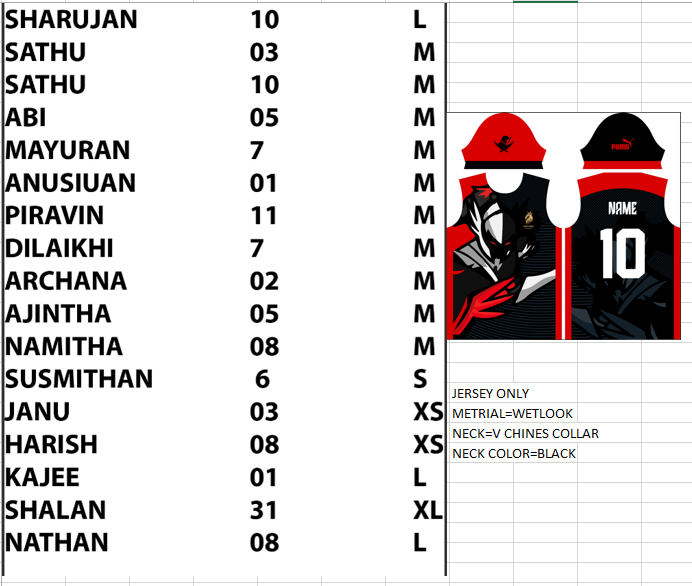 SHARUJAN 10 L
SATHU 03 M
SATHU 10 M
ABI 05 M
MAYURAN 7 M
ANUSIUAN 01 M
PIRAVIN 11 M
DILAIKHI 7 M
ARCHANA 02 M
AJINTHA 05 M
NAMITHA 08 M
SUSMITHAN 6 S
JANU 03 XS
HARISH 08 XS
KAJEE 01 L
SHALAN 31 XL
NATHAN 08 L
PUMA
NAME
10
JERSEY ONLY
METRIAL=WETLOOK
NECK=V CHINES COLLAR
NECK COLOR=BLACK